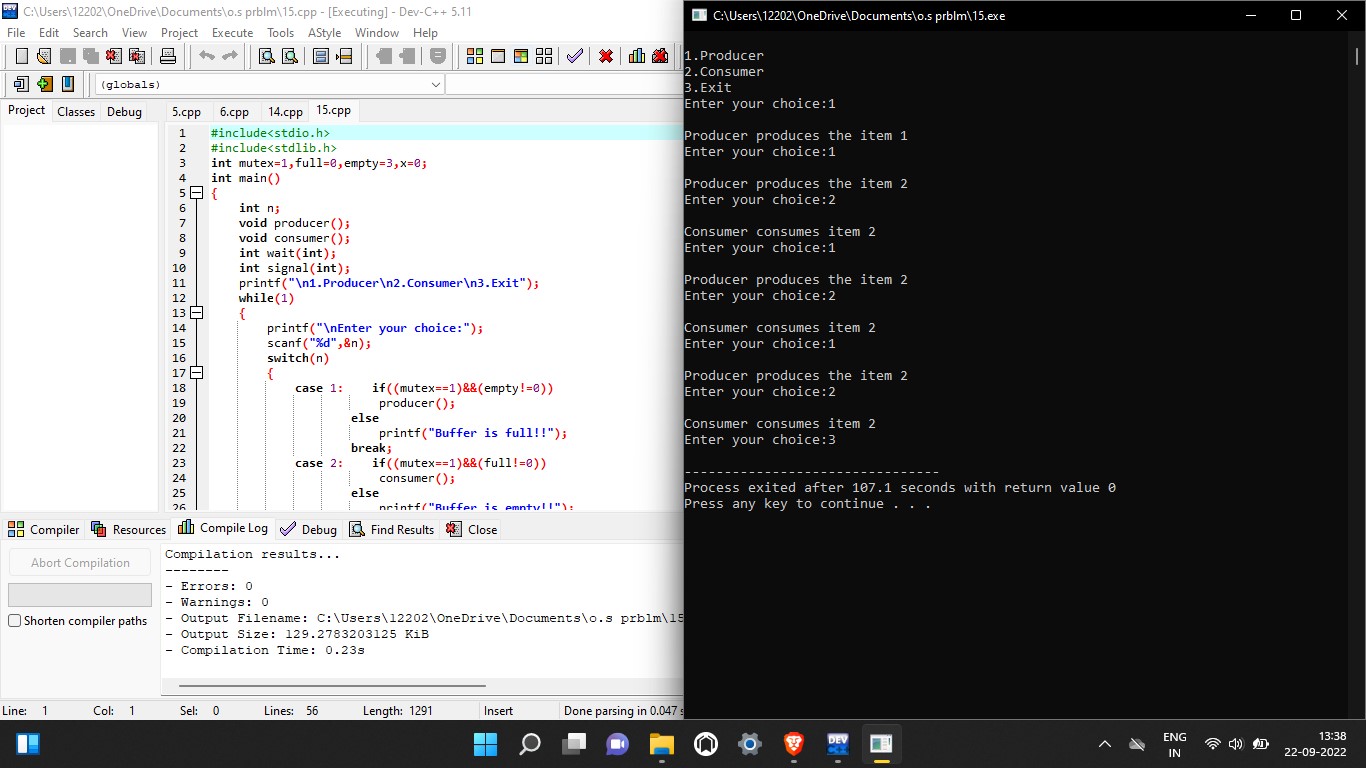 C:\Users\12202\OneDrive\Documents\o.s prblm\15.cpp - [Executing] - Dev-C++ 5.11
File Edit Search View Project Execute Tools AStyle Window Help
(globals)
Project Classes Debug
5.cpp 6.cpp 14.cpp 15.cpp
1 #include<stdio.h>
2 #include<stdlib.h>
3 int mutex=1,full=0,empty=3,x=0;
4 int main()
5 {
6 int n;
7 void producer();
8 void consumer();
9 int wait(int);
10 int signal(int);
11 printf("\n1.Producer\n2.Consumer\n3.Exit");
12 while(1)
13 {
14 printf("\nEnter your choice:");
15 scanf("%d",&n);
16 switch(n)
17 {
18 case 1: if((mutex==1)&&(empty!=0))
19 producer();
20 else
21 printf("Buffer is full!!");
22 break;
23 case 2: if((mutex==1)&&(full!=0))
24 consumer();
25 else
26 printf("Buffer is empty!!");
Compiler Resources Compile Log Debug Find Results Close
Abort Compilation
Shorten compiler paths
Compilation results...
--------
- Errors: 0
- Warnings: 0
- Output Filename: C:\Users\12202\OneDrive\Documents\o.s prblm\15
- Output Size: 129.2783203125 KiB
- Compilation Time: 0.23s
Line: 1 Col: 1 Sel: 0 Lines: 56 Length: 1291 Insert Done parsing in 0.047 s
C:\Users\12202\OneDrive\Documents\o.s prblm\15.exe
1.Producer
2.Consumer
3.Exit
Enter your choice:1
Producer produces the item 1
Enter your choice:1
Producer produces the item 2
Enter your choice:2
Consumer consumes item 2
Enter your choice:1
Producer produces the item 2
Enter your choice:2
Consumer consumes item 2
Enter your choice:1
Producer produces the item 2
Enter your choice:2
Consumer consumes item 2
Enter your choice:3
--------------------------------
Process exited after 107.1 seconds with return value 0
Press any key to continue . . .
DEV
ENG
IN
13:38
22-09-2022